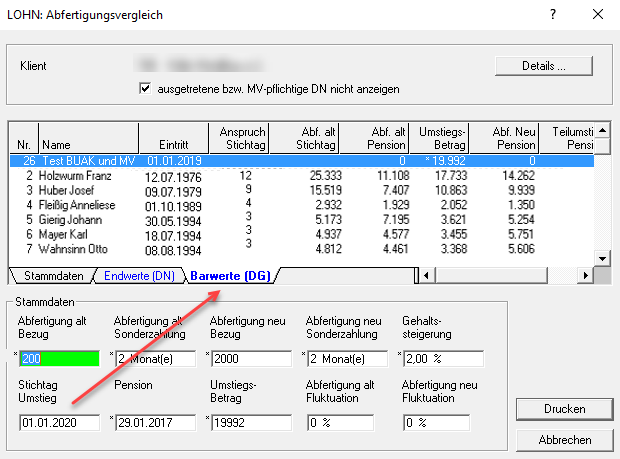 LOHN: Abfertigungsvergleich ?
Klient Details ...
ausgetretene bzw. MV-pflichtige DN nicht anzeigen
Nr. Name Eintritt Anspruch Stichtag Abf. alt Stichtag Abf. alt Pension Umstiegs- Betrag Abf. Neu Pension Teilumstie Pensi
26 Test BUAK und MV 01.01.2019 0 * 19.992 0
2 Holzwurm Franz 12.07.1976 12 25.333 11.108 17.733 14.262
3 Huber Josef 09.07.1979 9 15.519 7.407 10.863 9.939
4 Fleißig Anneliese 01.10.1989 4 2.932 1.929 2.052 1.350
5 Gierig Johann 30.05.1994 3 5.173 7.195 3.621 5.254
6 Mayer Karl 18.07.1994 3 4.937 4.577 3.455 5.751
7 Wahnsinn Otto 08.08.1994 3 4.812 4.461 3.368 5.606
Stammdaten Endwerte (DN) Barwerte (DG)
Stammdaten
Abfertigung alt Abfertigung alt Abfertigung neu Abfertigung neu Gehalts-
Bezug Sonderzahlung Bezug Sonderzahlung steigerung
* 200 * 2 Monat(e) * 2000 * 2 Monat(e) * 2,00 %
Stichtag Pension Umstiegs- Abfertigung alt Abfertigung neu
Umstieg Betrag Fluktuation Fluktuation
01.01.2020 * 29.01.2017 * 19992 0 % 0 %
Drucken
Abbrechen